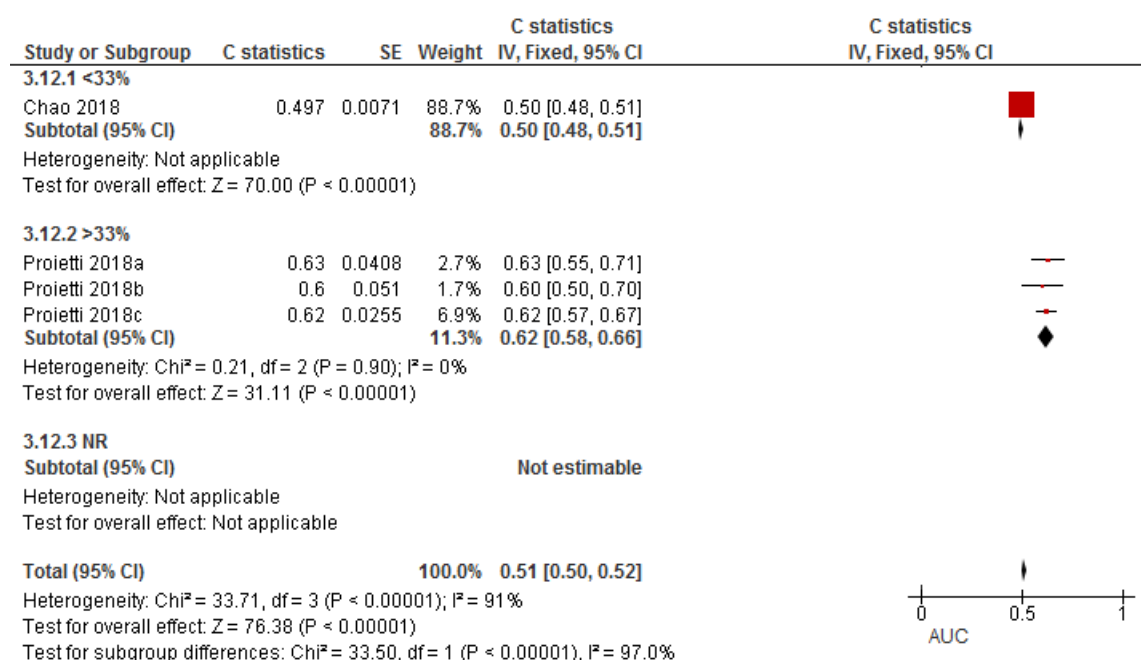 C statistics C statistics
Study or Subgroup C statistics SE Weight IV, Fixed, 95% CI IV, Fixed, 95% CI
3.12.1 <33%
Chao 2018 0.497 0.0071 88.7% 0.50 [0.48, 0.51]
Subtotal (95% CI) 88.7% 0.50 [0.48, 0.51]
Heterogeneity: Not applicable
Test for overall effect: Z = 70.00 (P < 0.00001)
3.12.2 >33%
Proietti 2018a 0.63 0.0408 2.7% 0.63 [0.55, 0.71]
Proietti 2018b 0.6 0.051 1.7% 0.60 [0.50, 0.70]
Proietti 2018c 0.62 0.0255 6.9% 0.62 [0.57, 0.67]
Subtotal (95% CI) 11.3% 0.62 [0.58, 0.66]
Heterogeneity: Chi² = 0.21, df = 2 (P = 0.90); I² = 0%
Test for overall effect: Z = 31.11 (P < 0.00001)
3.12.3 NR
Subtotal (95% CI) Not estimable
Heterogeneity: Not applicable
Test for overall effect: Not applicable
Total (95% CI) 100.0% 0.51 [0.50, 0.52]
Heterogeneity: Chi² = 33.71, df = 3 (P < 0.00001); I² = 91%
Test for overall effect: Z = 76.38 (P < 0.00001)
Test for subgroup differences: Chi² = 33.50, df = 1 (P < 0.00001), I² = 97.0%
0 0.5 1
AUC